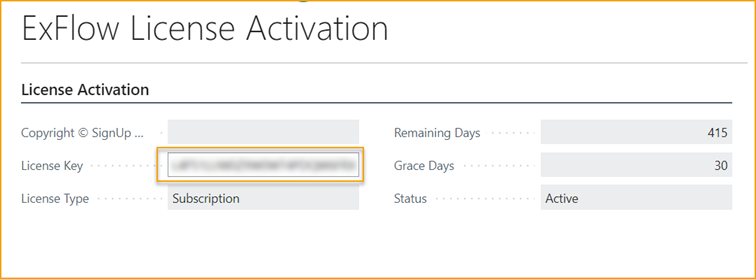 ExFlow License Activation
License Activation
Copyright © SignUp ...
Remaining Days 415
License Key
Grace Days 30
License Type Subscription
Status Active